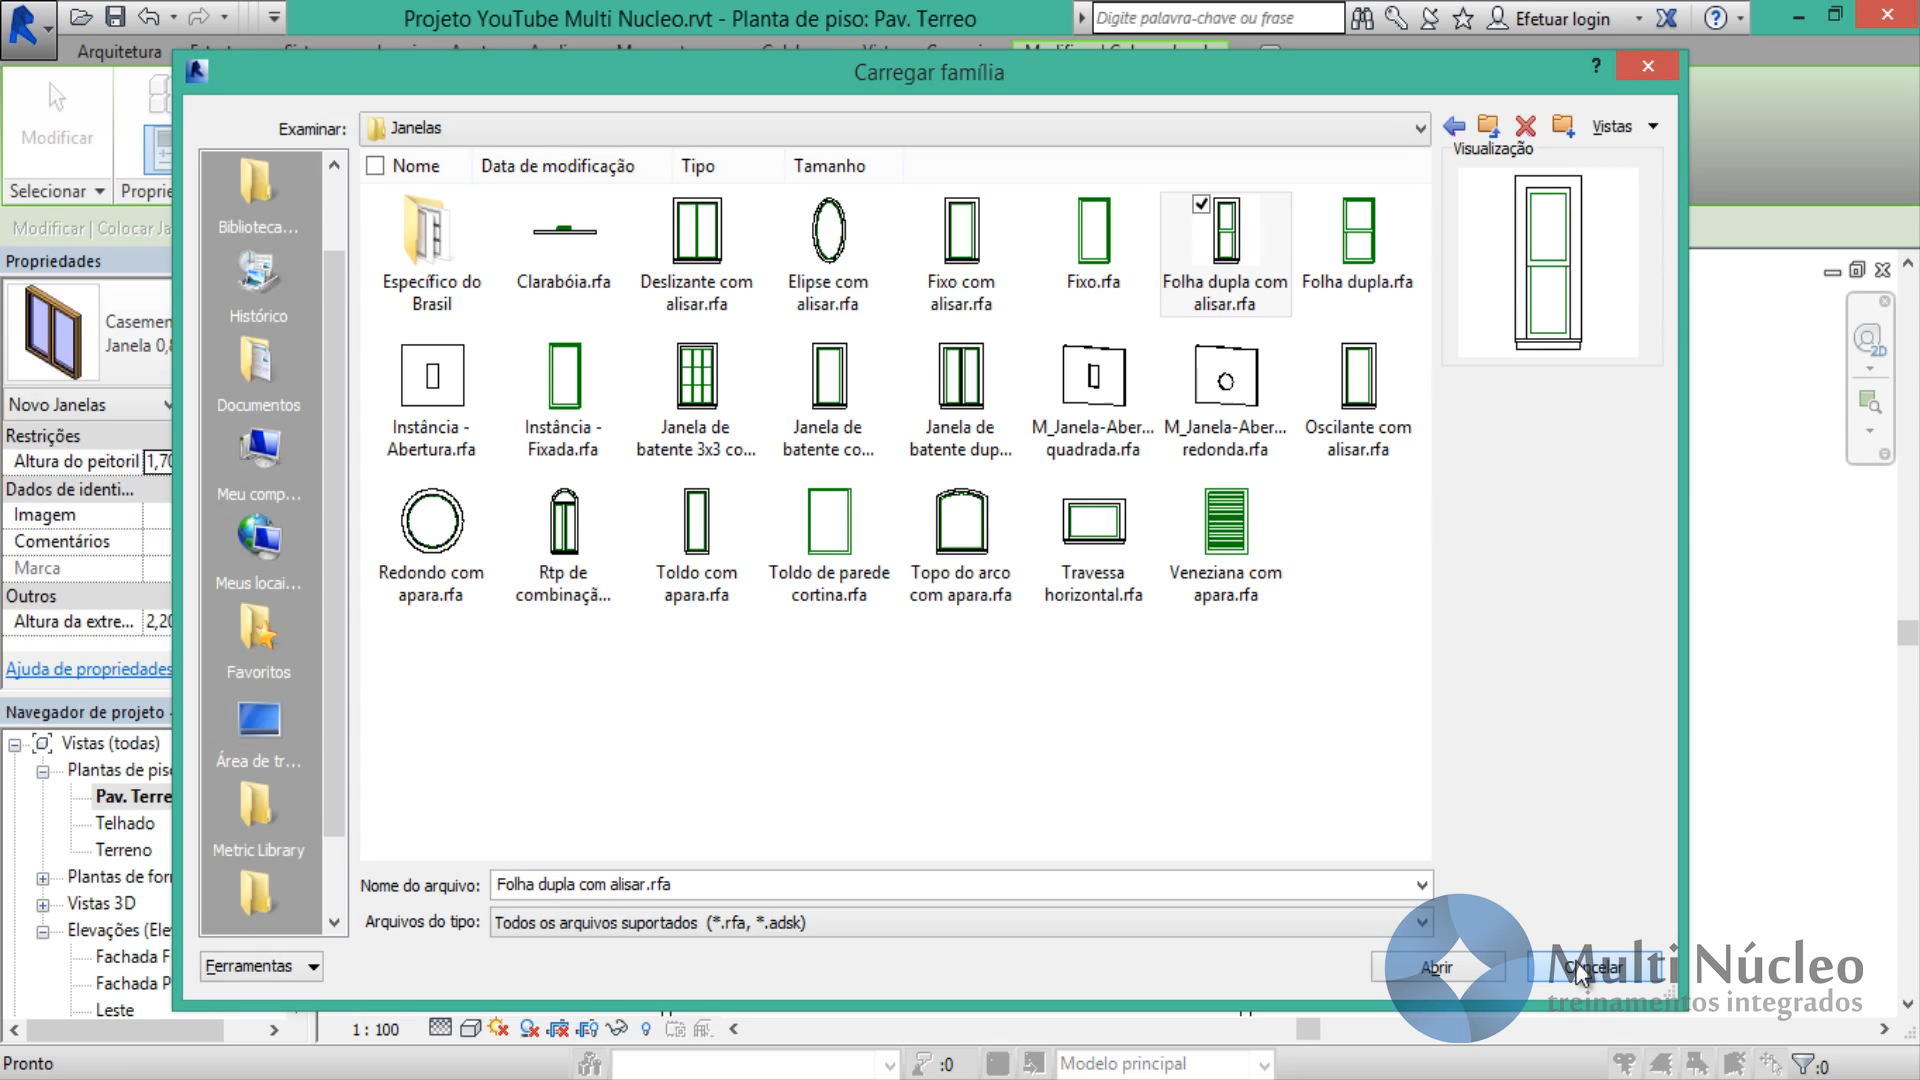 Projeto YouTube Multi Nucleo.rvt - Planta de piso: Pav. Terreo
Digite palavra-chave ou frase
Efetuar login
Arquitetura
Carregar família
Modificar
Selecionar
Modificar | Colocar Ja
Propriedades
Casemen
Novo Janelas
Restrições
Altura do peitoril 1,70
Dados de identi...
Imagem
Comentários
Marca
Outros
Altura da extre... 2,20
Ajuda de propriedades
Navegador de projeto
Vistas (todas)
Plantas de piso
Pav. Terre
Telhado
Terreno
Plantas de for
Vistas 3D
Elevações (Ele
Fachada F
Fachada P
Leste
Examinar:
Janelas
Vistas
Visualização
Biblioteca...
Histórico
Documentos
Meu comp...
Meus locai...
Favoritos
Área de tr...
Metric Library
Nome
Data de modificação
Tipo
Tamanho
Específico do
Brasil
Clarabóia.rfa
Deslizante com
alisar.rfa
Elipse com
alisar.rfa
Fixo com
alisar.rfa
Fixo.rfa
Folha dupla com
alisar.rfa
Folha dupla.rfa
Instância -
Abertura.rfa
Instância -
Fixada.rfa
Janela de
batente 3x3 co...
Janela de
batente co...
Janela de
batente dup...
M_Janela-Aber...
quadrada.rfa
M_Janela-Aber...
redonda.rfa
Oscilante com
alisar.rfa
Redondo com
apara.rfa
Rtp de
combinaçã...
Toldo com
apara.rfa
Toldo de parede
cortina.rfa
Topo do arco
com apara.rfa
Travessa
horizontal.rfa
Veneziana com
apara.rfa
Nome do arquivo: Folha dupla com alisar.rfa
Arquivos do tipo: Todos os arquivos suportados (*.rfa, *.adsk)
Ferramentas
Abrir
Cancelar
Multi Núcleo
treinamentos integrados
2D
1 : 100
Pronto
:0
Modelo principal
:0